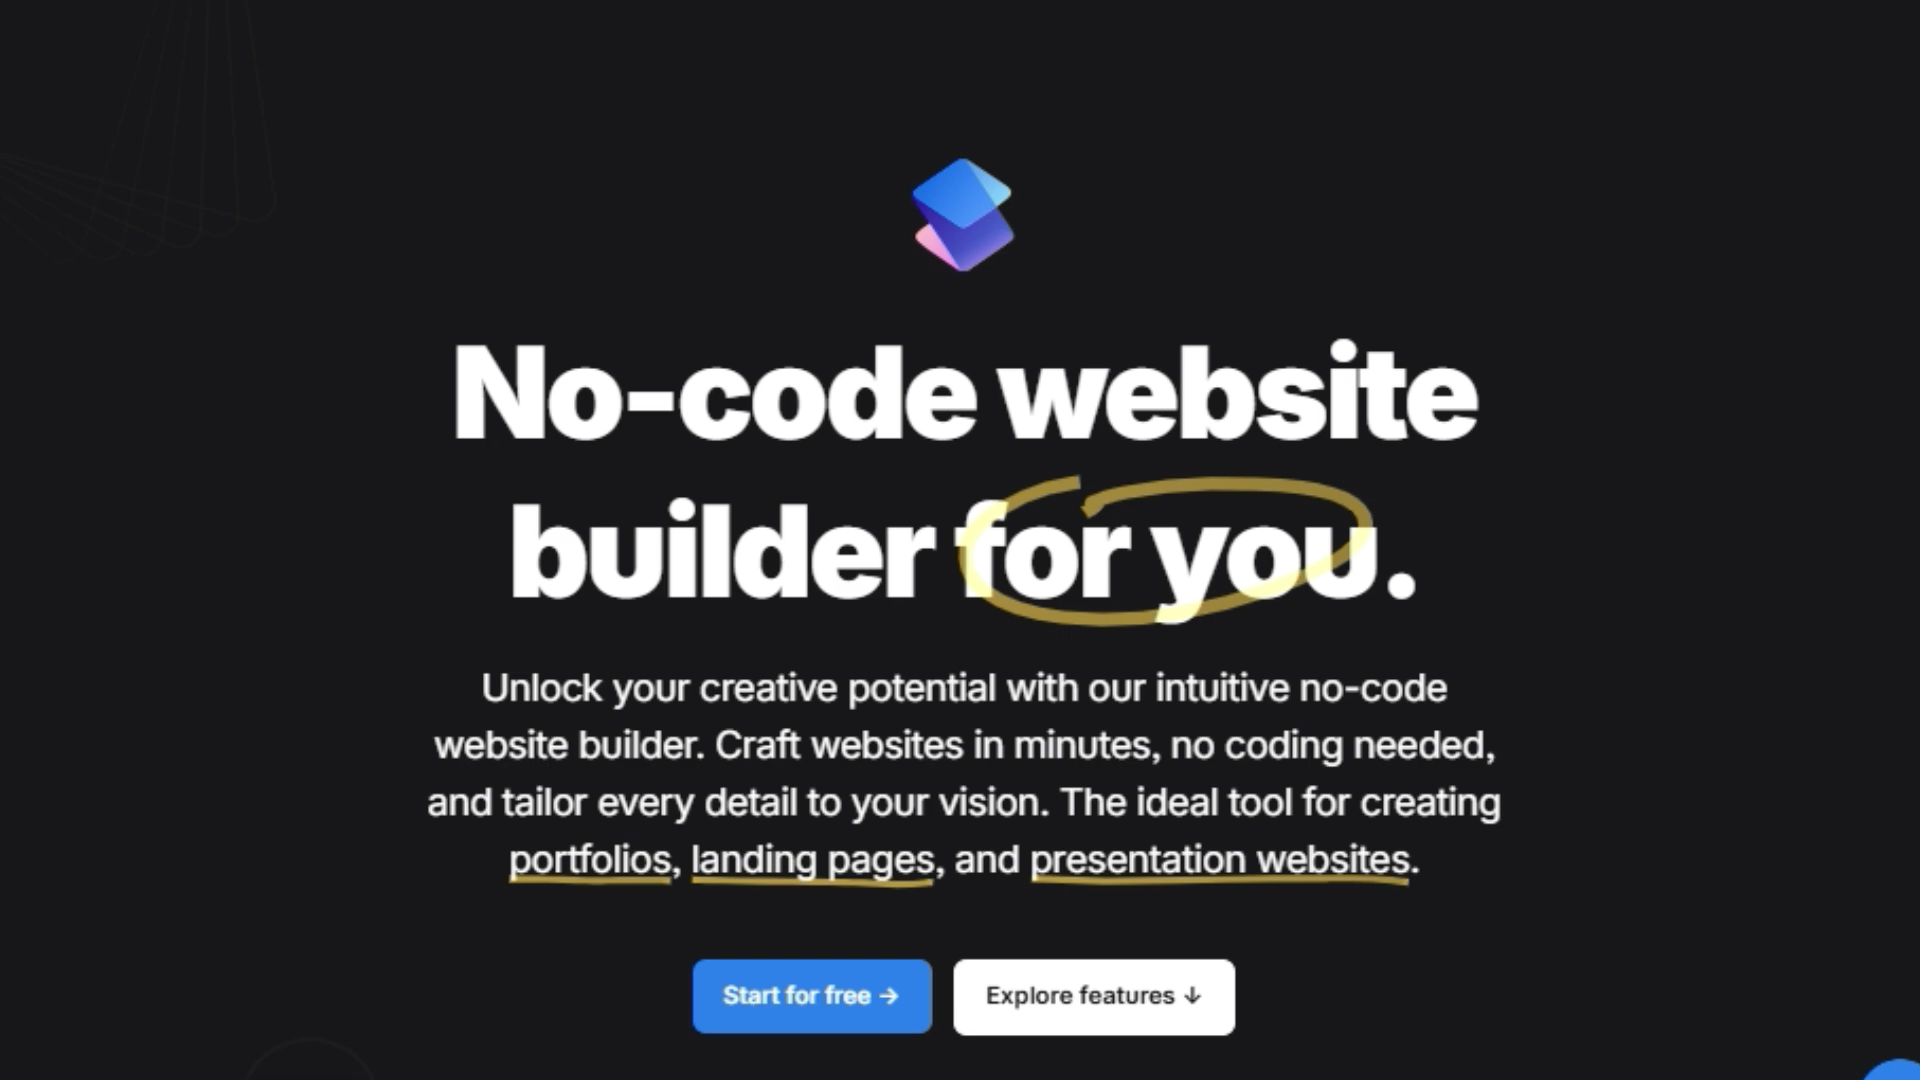 No-code website
builder for you.
Unlock your creative potential with our intuitive no-code
website builder. Craft websites in minutes, no coding needed,
and tailor every detail to your vision. The ideal tool for creating
portfolios, landing pages, and presentation websites.
Start for free →
Explore features ↓